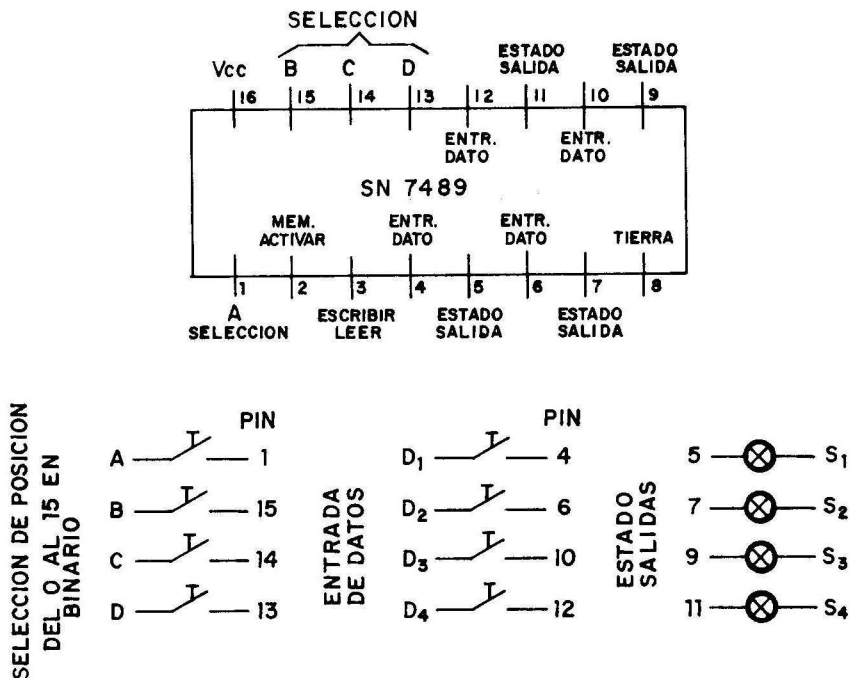 SELECCION
Vcc B C D ESTADO SALIDA ESTADO SALIDA
16 15 14 13 12 11 10 9
ENTR. DATO ENTR. DATO
SN 7489
MEM. ACTIVAR ENTR. DATO ENTR. DATO TIERRA
1 2 3 4 5 6 7 8
A SELECCION ESCRIBIR LEER ESTADO SALIDA ESTADO SALIDA
SELECCION DE POSICION
DEL 0 AL 15 EN
BINARIO
PIN
A 1
B 15
C 14
D 13
ENTRADA
DE DATOS
PIN
D1 4
D2 6
D3 10
D4 12
ESTADO
SALIDAS
5 S1
7 S2
9 S3
11 S4